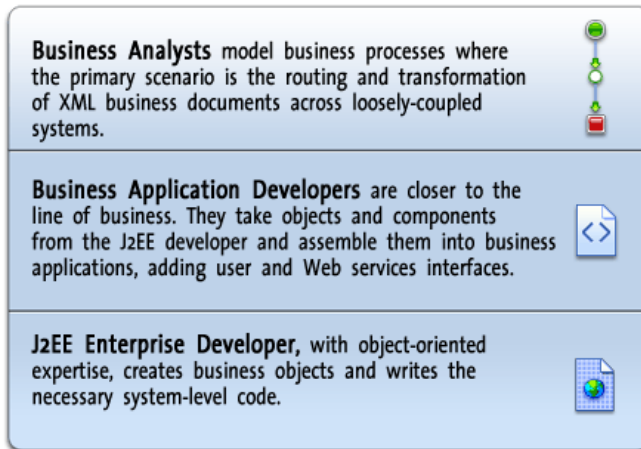 Business Analysts model business processes where
the primary scenario is the routing and transformation
of XML business documents across loosely-coupled
systems.
Business Application Developers are closer to the
line of business. They take objects and components
from the J2EE developer and assemble them into business
applications, adding user and Web services interfaces.
J2EE Enterprise Developer, with object-oriented
expertise, creates business objects and writes the
necessary system-level code.